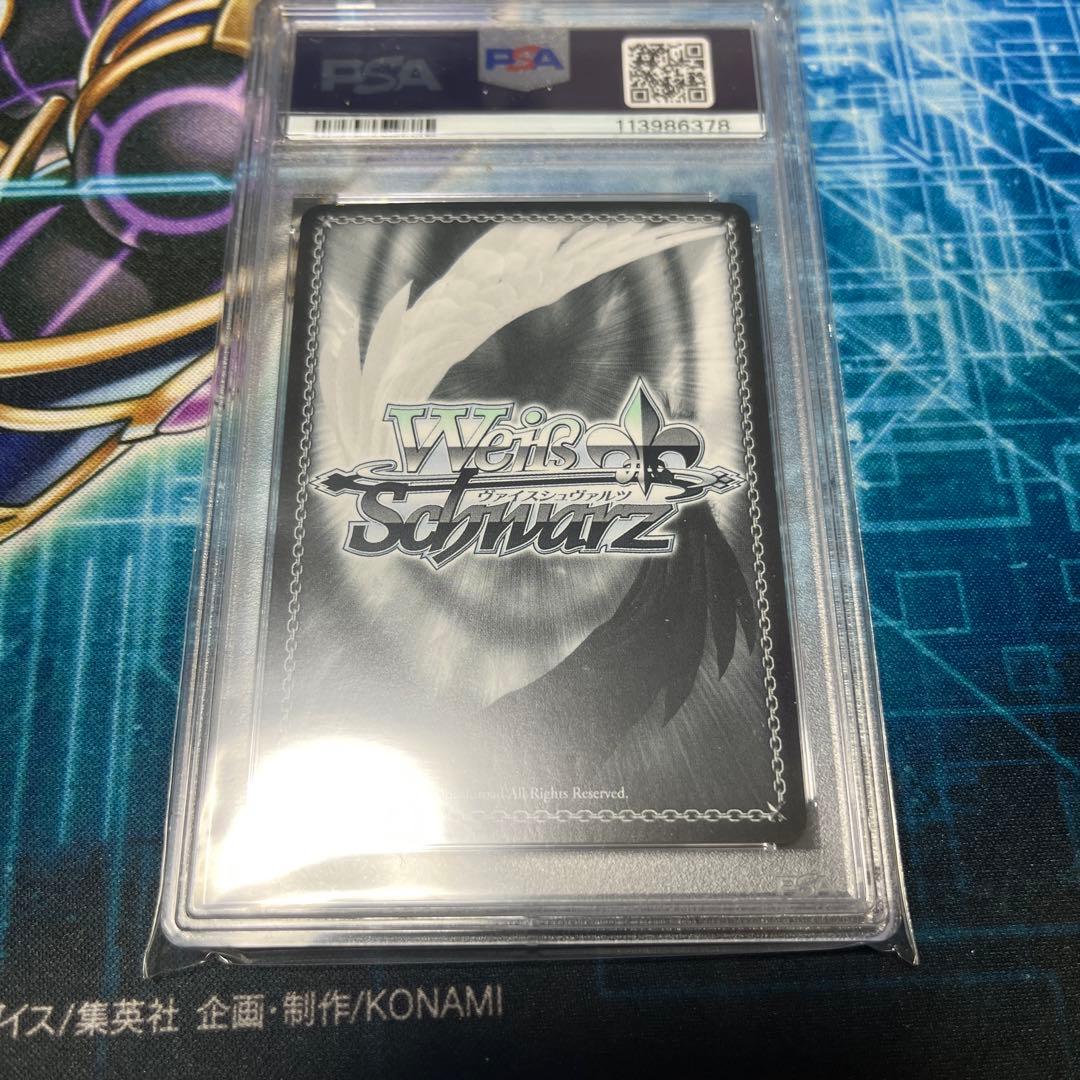 PSA PSA
113986378
Weiß
ヴァイスシュヴァルツ
Schwarz
All Rights Reserved.
PSA
イス/集英社 企画・制作/KONAMI